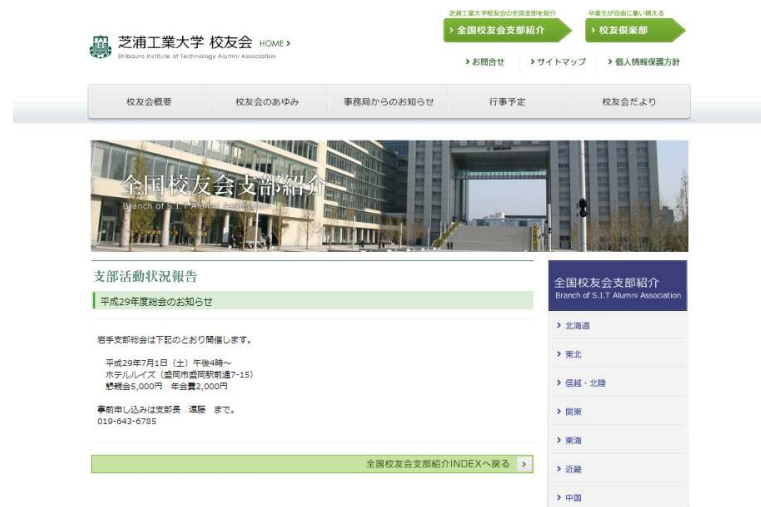 芝浦工業大学校友会の全国支部を紹介
卒業生が自由に集い憩える
芝浦工業大学 校友会 HOME
Shibaura Institute of Technology Alumni Association
全国校友会支部紹介
校友倶楽部
お問合せ
サイトマップ
個人情報保護方針
校友会概要
校友会のあゆみ
事務局からのお知らせ
行事予定
校友会だより
全国校友会支部紹介
Branch of S.I.T Alumni Association
支部活動状況報告
平成29年度総会のお知らせ
岩手支部総会は下記のとおり開催します。
平成29年7月1日（土）午後4時～
ホテルルイズ（盛岡市盛岡駅前通7-15）
懇親会5,000円　年会費2,000円
事前申し込みは支部長　遠藤　まで。
019-643-6785
全国校友会支部紹介INDEXへ戻る
全国校友会支部紹介
Branch of S.I.T Alumni Association
北海道
東北
信越・北陸
関東
東海
近畿
中国